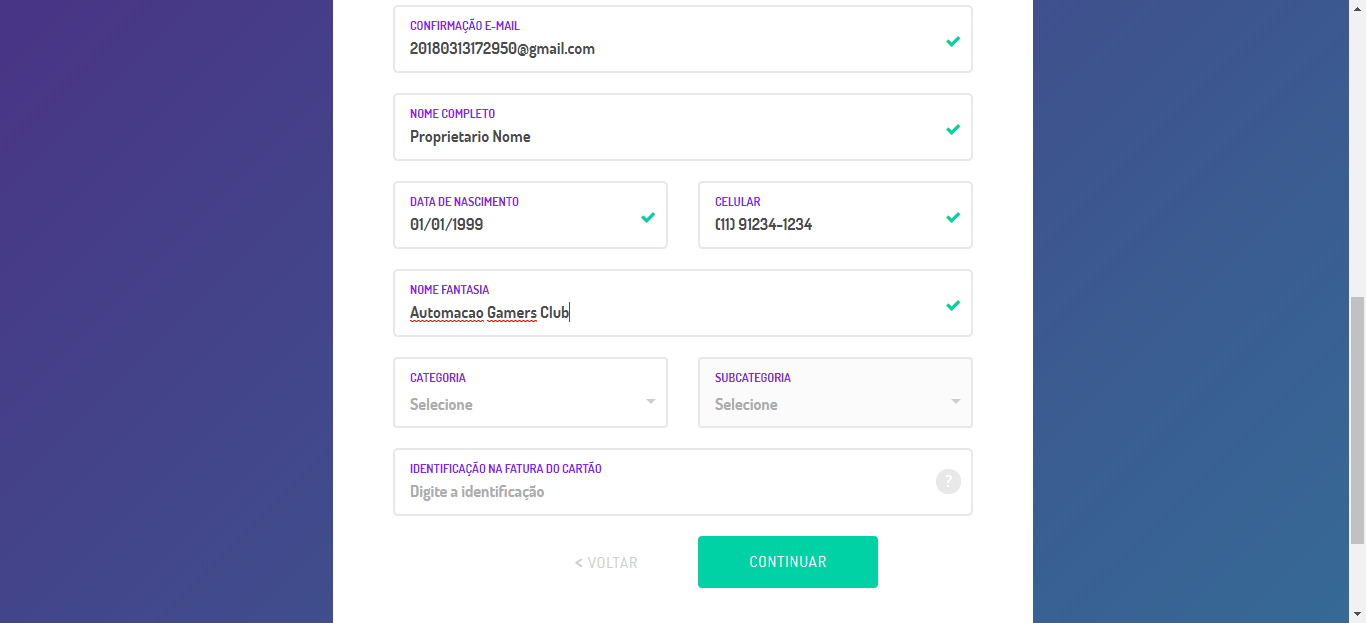 CONFIRMAÇÃO E-MAIL
20180313172950@gmail.com
NOME COMPLETO
Proprietario Nome
DATA DE NASCIMENTO
01/01/1999
CELULAR
(11) 91234-1234
NOME FANTASIA
Automacao Gamers Club
CATEGORIA
Selecione
SUBCATEGORIA
Selecione
IDENTIFICAÇÃO NA FATURA DO CARTÃO
Digite a identificação
?
< VOLTAR
CONTINUAR